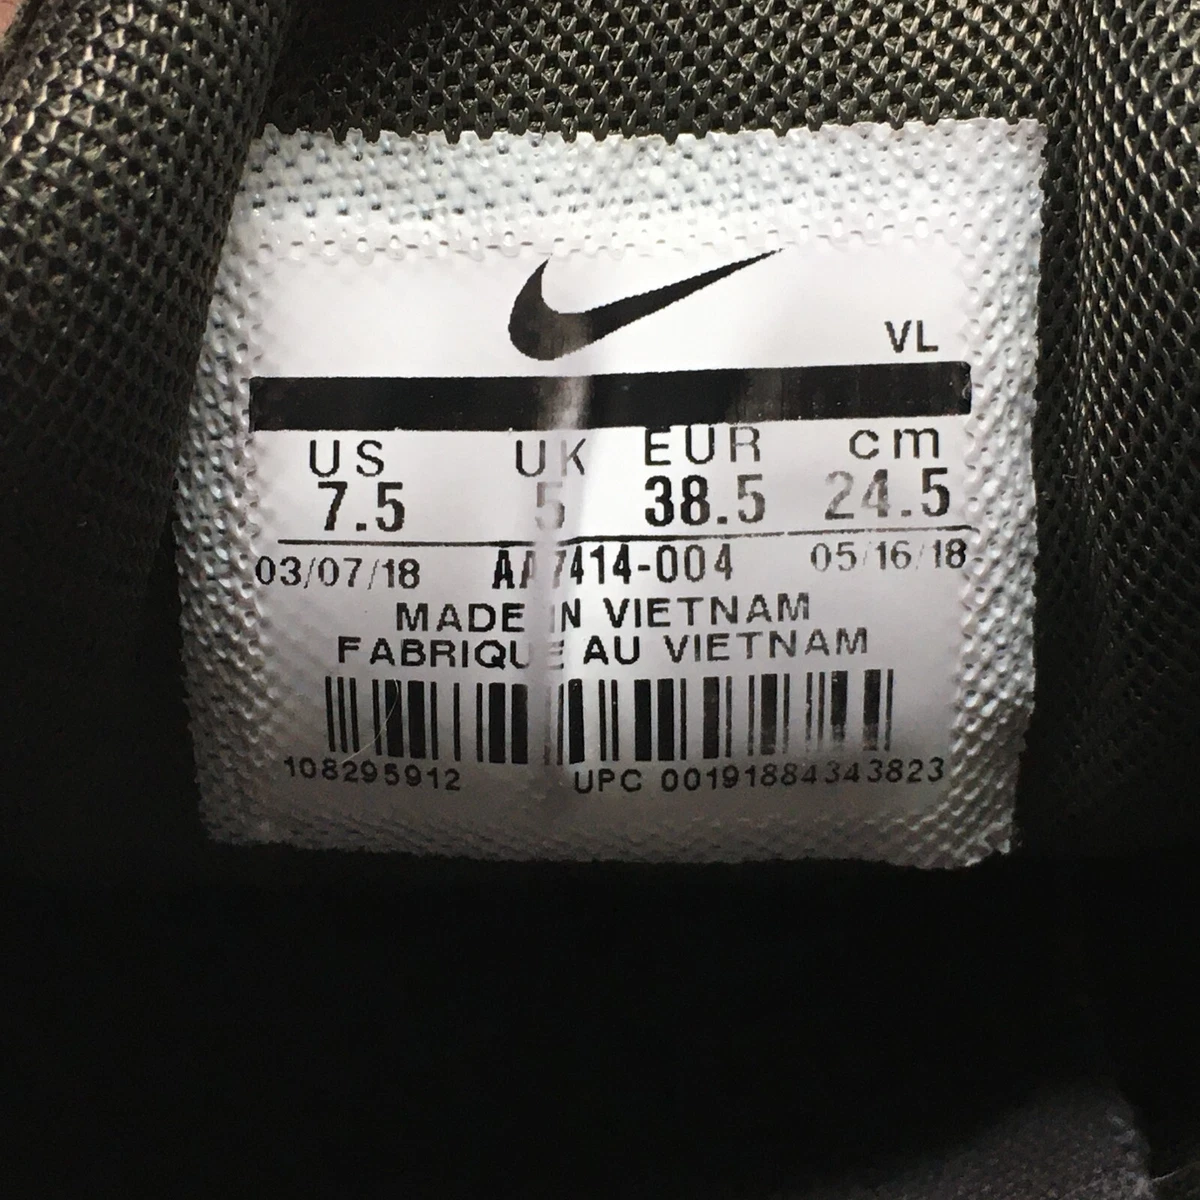 VL
US UK EUR cm
7.5 5 38.5 24.5
03/07/18 AA7414-004 05/16/18
MADE IN VIETNAM
FABRIQUE AU VIETNAM
108295912 UPC 00191884343823